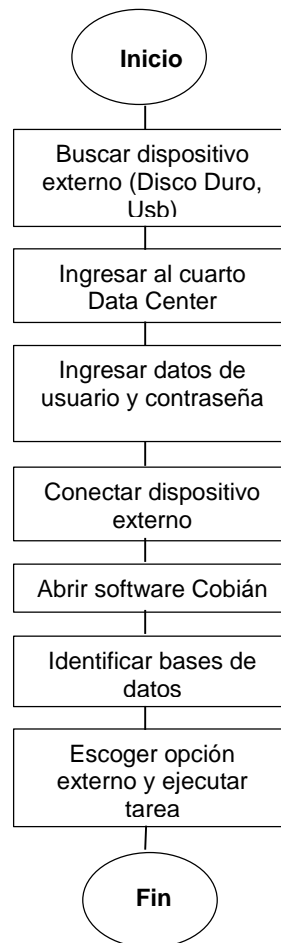 Inicio
Buscar dispositivo
externo (Disco Duro,
Usb)
Ingresar al cuarto
Data Center
Ingresar datos de
usuario y contraseña
Conectar dispositivo
externo
Abrir software Cobián
Identificar bases de
datos
Escoger opción
externo y ejecutar
tarea
Fin